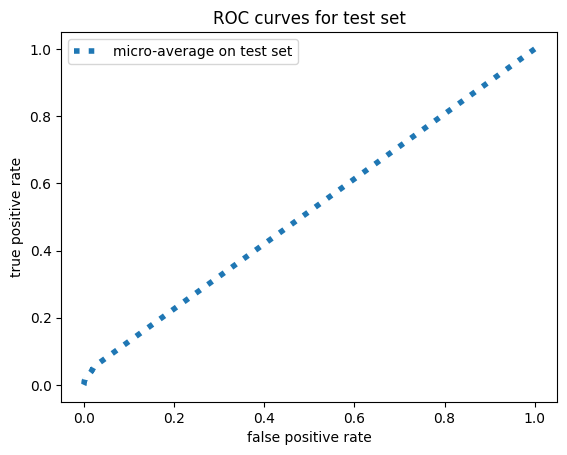 ROC curves for test set
micro-average on test set
true positive rate
1.0
0.8
0.6
0.4
0.2
0.0
0.0 0.2 0.4 0.6 0.8 1.0
false positive rate